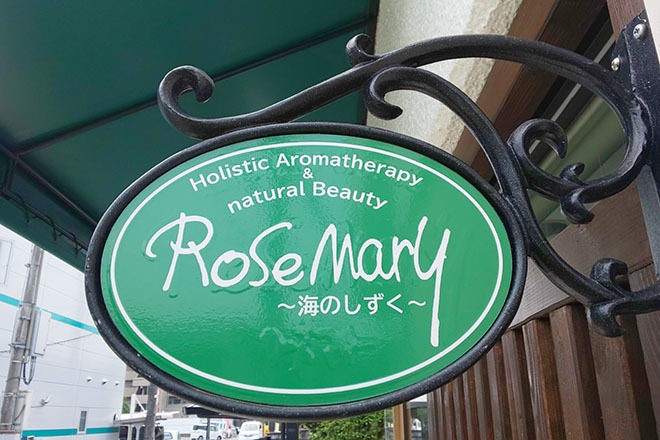 Holistic Aromatherapy
&
natural Beauty
RoseMary
～海のしずく～